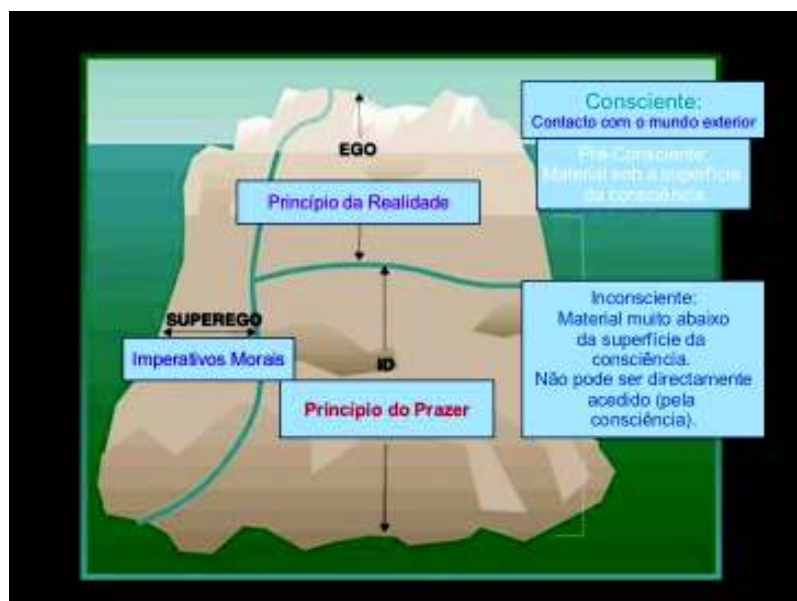 Consciente:
Contacto com o mundo exterior
EGO
Pré-Consciente:
Material sob a superfície
da consciência
Princípio da Realidade
Inconsciente:
Material muito abaixo
da superfície da
consciência.
Não pode ser directamente
acedido (pela
consciência).
SUPEREGO
Imperativos Morais
ID
Princípio do Prazer